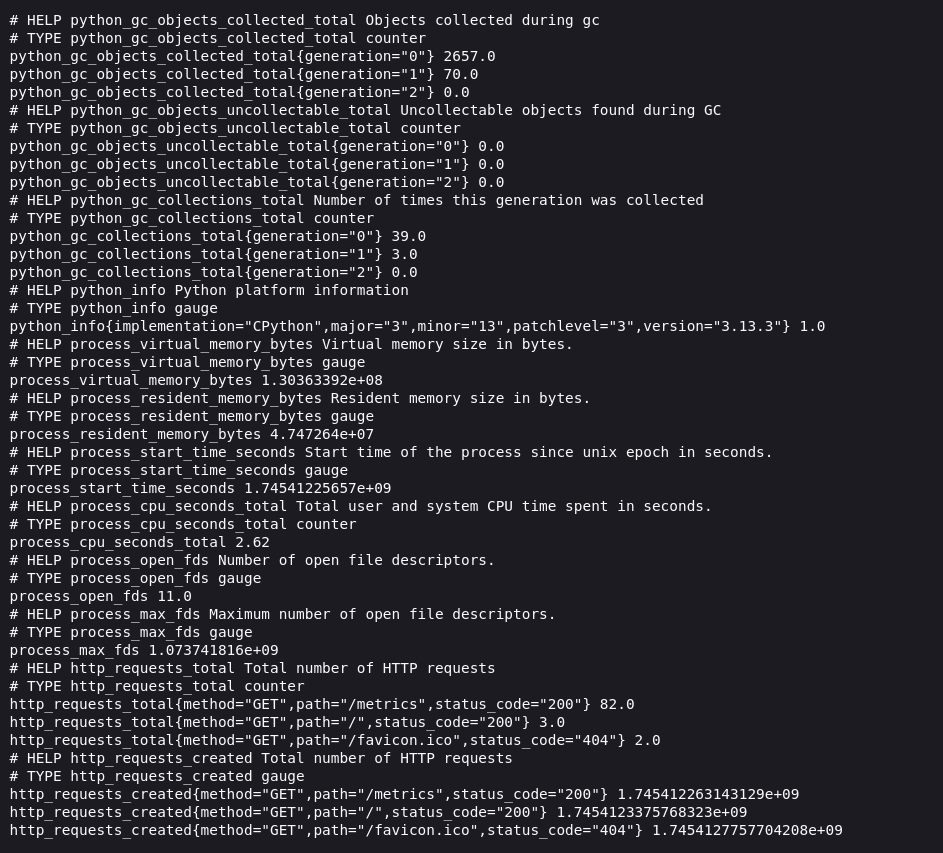 # HELP python_gc_objects_collected_total Objects collected during gc
# TYPE python_gc_objects_collected_total counter
python_gc_objects_collected_total{generation="0"} 2657.0
python_gc_objects_collected_total{generation="1"} 70.0
python_gc_objects_collected_total{generation="2"} 0.0
# HELP python_gc_objects_uncollectable_total Uncollectable objects found during GC
# TYPE python_gc_objects_uncollectable_total counter
python_gc_objects_uncollectable_total{generation="0"} 0.0
python_gc_objects_uncollectable_total{generation="1"} 0.0
python_gc_objects_uncollectable_total{generation="2"} 0.0
# HELP python_gc_collections_total Number of times this generation was collected
# TYPE python_gc_collections_total counter
python_gc_collections_total{generation="0"} 39.0
python_gc_collections_total{generation="1"} 3.0
python_gc_collections_total{generation="2"} 0.0
# HELP python_info Python platform information
# TYPE python_info gauge
python_info{implementation="CPython",major="3",minor="13",patchlevel="3",version="3.13.3"} 1.0
# HELP process_virtual_memory_bytes Virtual memory size in bytes.
# TYPE process_virtual_memory_bytes gauge
process_virtual_memory_bytes 1.30363392e+08
# HELP process_resident_memory_bytes Resident memory size in bytes.
# TYPE process_resident_memory_bytes gauge
process_resident_memory_bytes 4.747264e+07
# HELP process_start_time_seconds Start time of the process since unix epoch in seconds.
# TYPE process_start_time_seconds gauge
process_start_time_seconds 1.74541225657e+09
# HELP process_cpu_seconds_total Total user and system CPU time spent in seconds.
# TYPE process_cpu_seconds_total counter
process_cpu_seconds_total 2.62
# HELP process_open_fds Number of open file descriptors.
# TYPE process_open_fds gauge
process_open_fds 11.0
# HELP process_max_fds Maximum number of open file descriptors.
# TYPE process_max_fds gauge
process_max_fds 1.073741816e+09
# HELP http_requests_total Total number of HTTP requests
# TYPE http_requests_total counter
http_requests_total{method="GET",path="/metrics",status_code="200"} 82.0
http_requests_total{method="GET",path="/",status_code="200"} 3.0
http_requests_total{method="GET",path="/favicon.ico",status_code="404"} 2.0
# HELP http_requests_created Total number of HTTP requests
# TYPE http_requests_created gauge
http_requests_created{method="GET",path="/metrics",status_code="200"} 1.745412263143129e+09
http_requests_created{method="GET",path="/",status_code="200"} 1.7454123375768323e+09
http_requests_created{method="GET",path="/favicon.ico",status_code="404"} 1.7454127757704208e+09